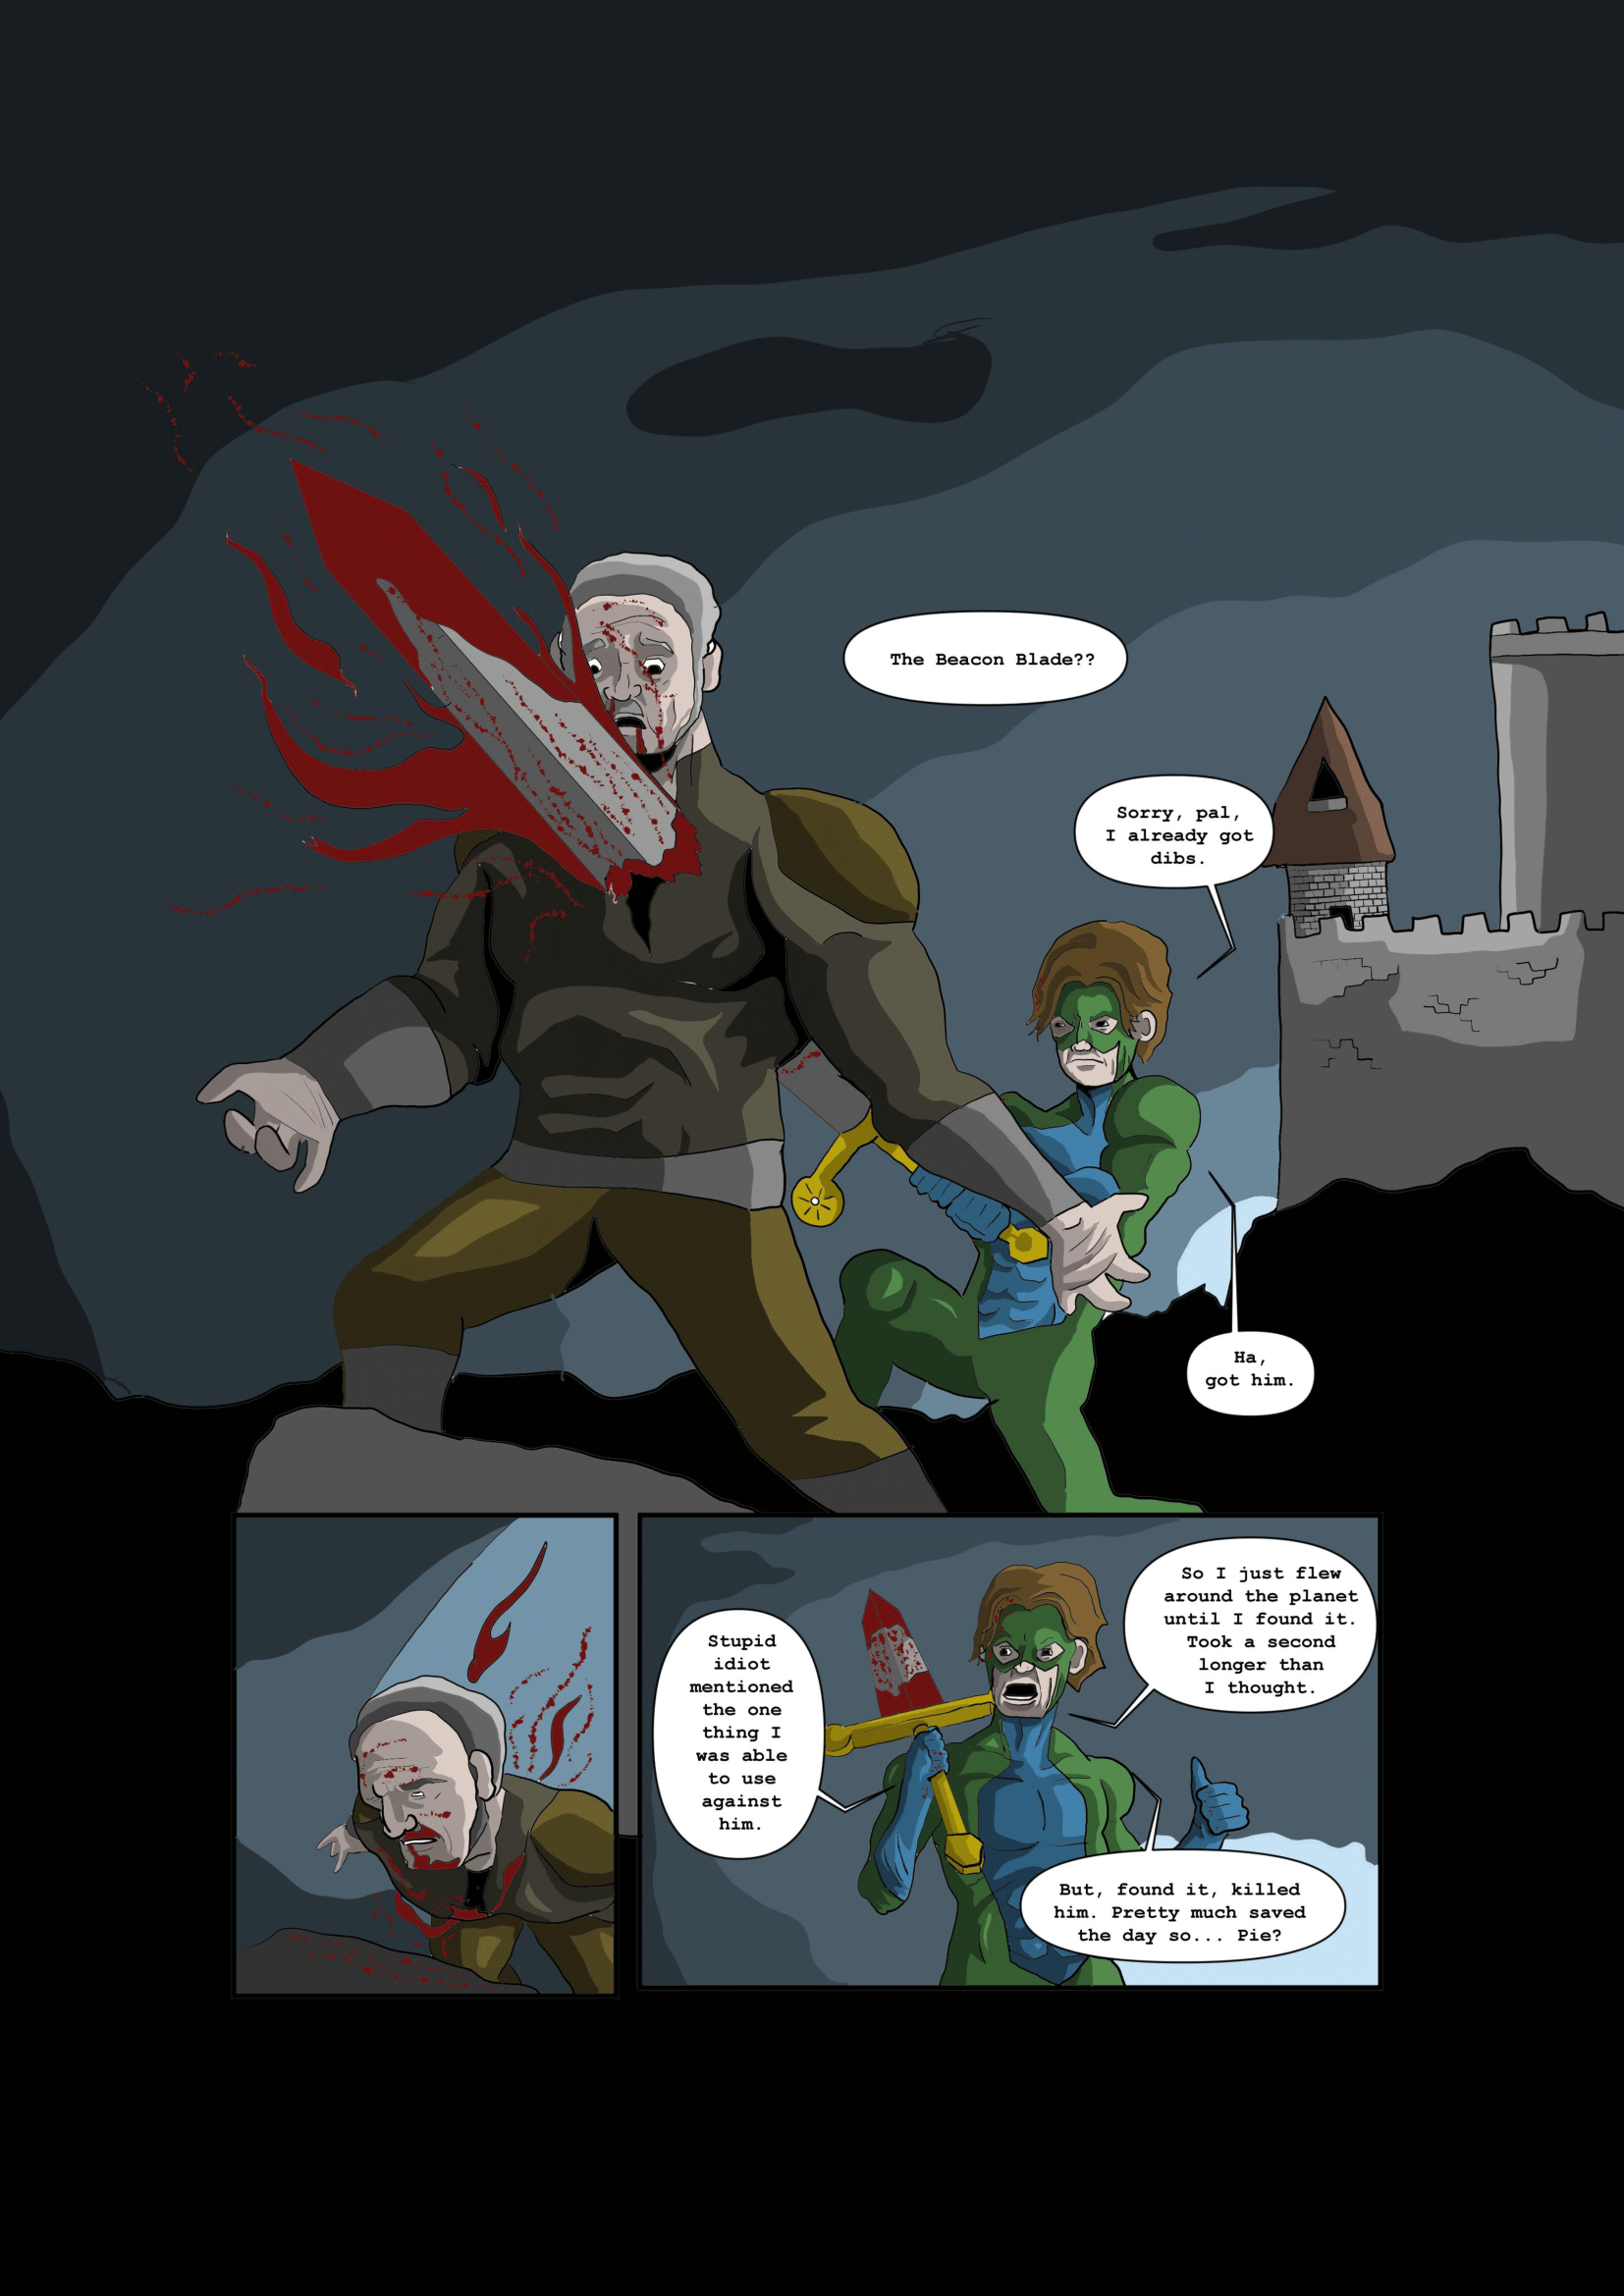 The Beacon Blade??
Sorry, pal,
I already got
dibs.
Ha,
got him.
Stupid
idiot
mentioned
the one
thing I
was able
to use
against
him.
So I just flew
around the planet
until I found it.
Took a second
longer than
I thought.
But, found it, killed
him. Pretty much saved
the day so... Pie?